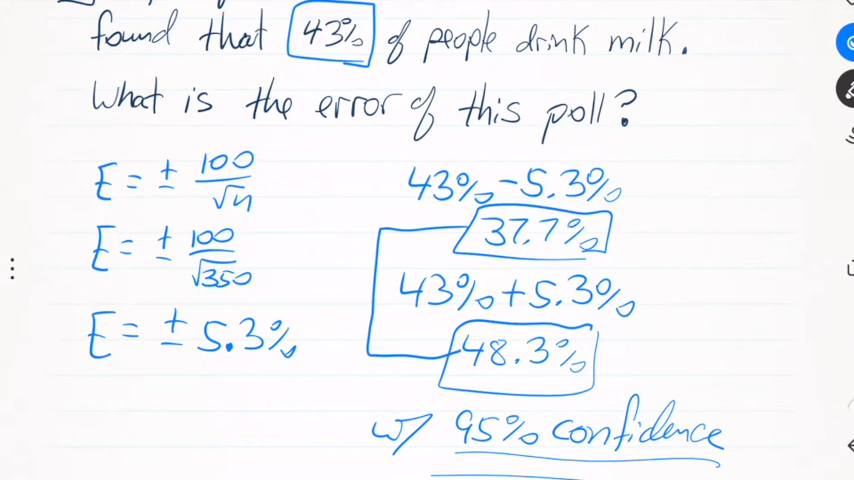 found that 43% of people drink milk.
What is the error of this poll?
E = ± 100/√n
E = ± 100/√350
E = ± 5.3%
43% - 5.3%
37.7%
43% + 5.3%
48.3%
w/ 95% confidence